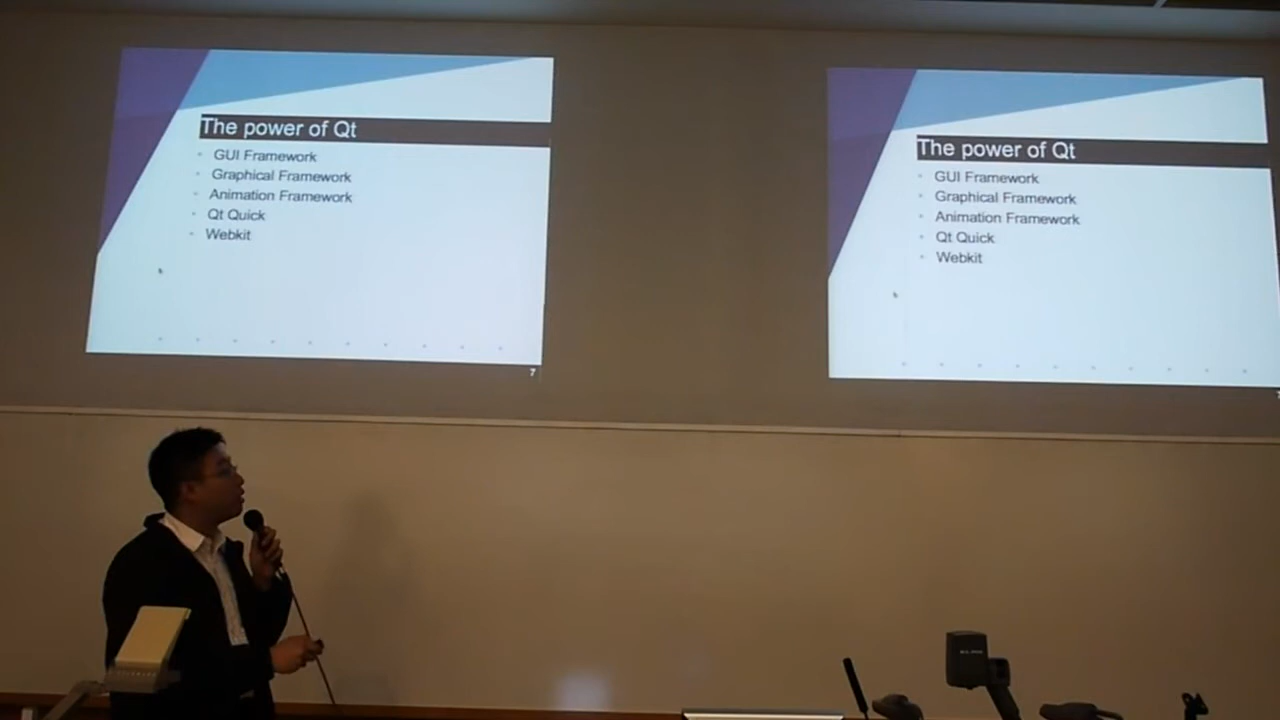 The power of Qt
GUI Framework
Graphical Framework
Animation Framework
Qt Quick
Webkit
7
The power of Qt
GUI Framework
Graphical Framework
Animation Framework
Qt Quick
Webkit